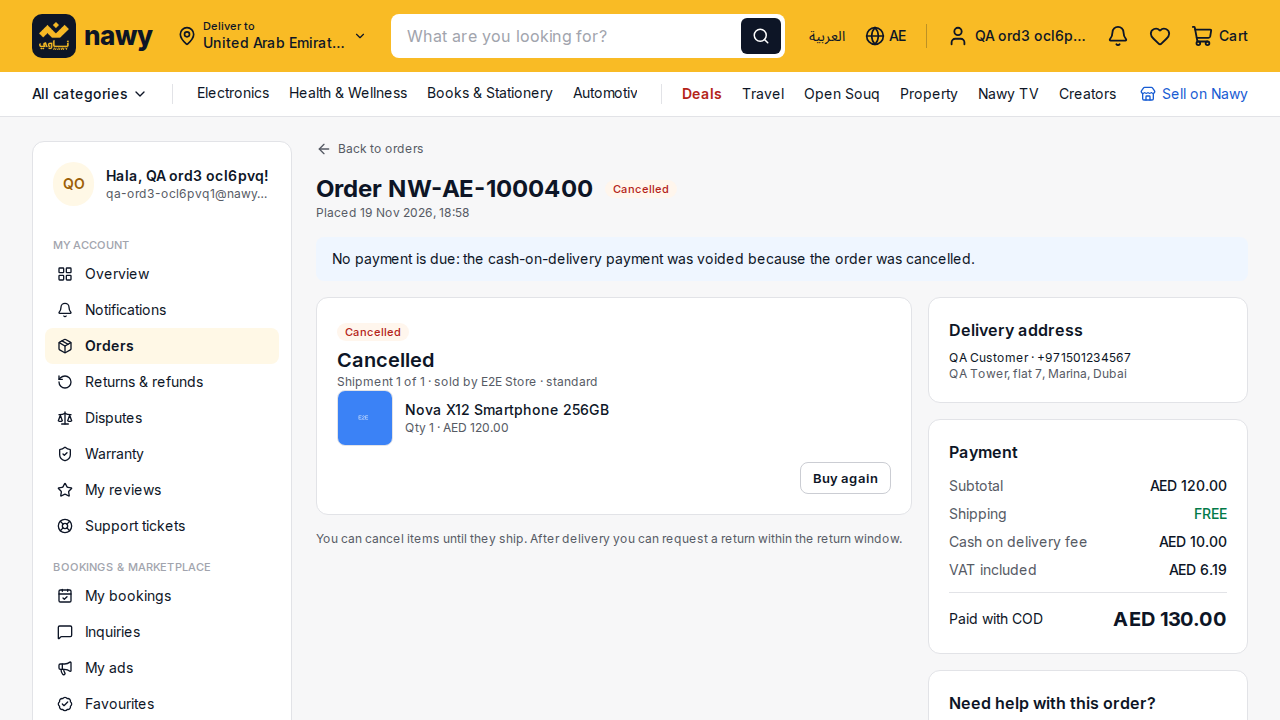 نــاوي
NAWY
nawy
Deliver to
United Arab Emirat...
What are you looking for?
العربية
AE
QA ord3 ocl6p...
Cart
All categories
Electronics
Health & Wellness
Books & Stationery
Automotiv
Deals
Travel
Open Souq
Property
Nawy TV
Creators
Sell on Nawy
QO
Hala, QA ord3 ocl6pvq!
qa-ord3-ocl6pvq1@nawy...
MY ACCOUNT
Overview
Notifications
Orders
Returns & refunds
Disputes
Warranty
My reviews
Support tickets
BOOKINGS & MARKETPLACE
My bookings
Inquiries
My ads
Favourites
Back to orders
Order NW-AE-1000400
Cancelled
Placed 19 Nov 2026, 18:58
No payment is due: the cash-on-delivery payment was voided because the order was cancelled.
Cancelled
Cancelled
Shipment 1 of 1 · sold by E2E Store · standard
E2E
Nova X12 Smartphone 256GB
Qty 1 · AED 120.00
Buy again
You can cancel items until they ship. After delivery you can request a return within the return window.
Delivery address
QA Customer · +971501234567
QA Tower, flat 7, Marina, Dubai
Payment
Subtotal AED 120.00
Shipping FREE
Cash on delivery fee AED 10.00
VAT included AED 6.19
Paid with COD AED 130.00
Need help with this order?